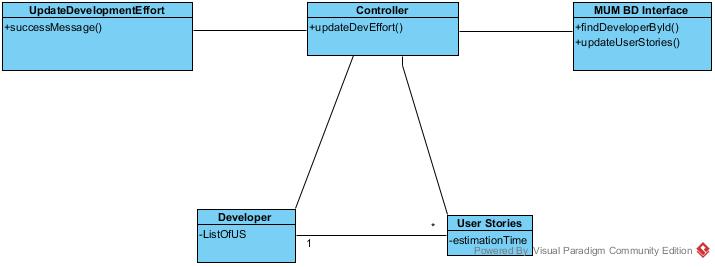 UpdateDevelopmentEffort
+successMessage()
Controller
+updateDevEffort()
MUM BD Interface
+findDeveloperById()
+updateUserStories()
Developer
-ListOfUS
1
*
User Stories
-estimationTime
Powered By Visual Paradigm Community Edition